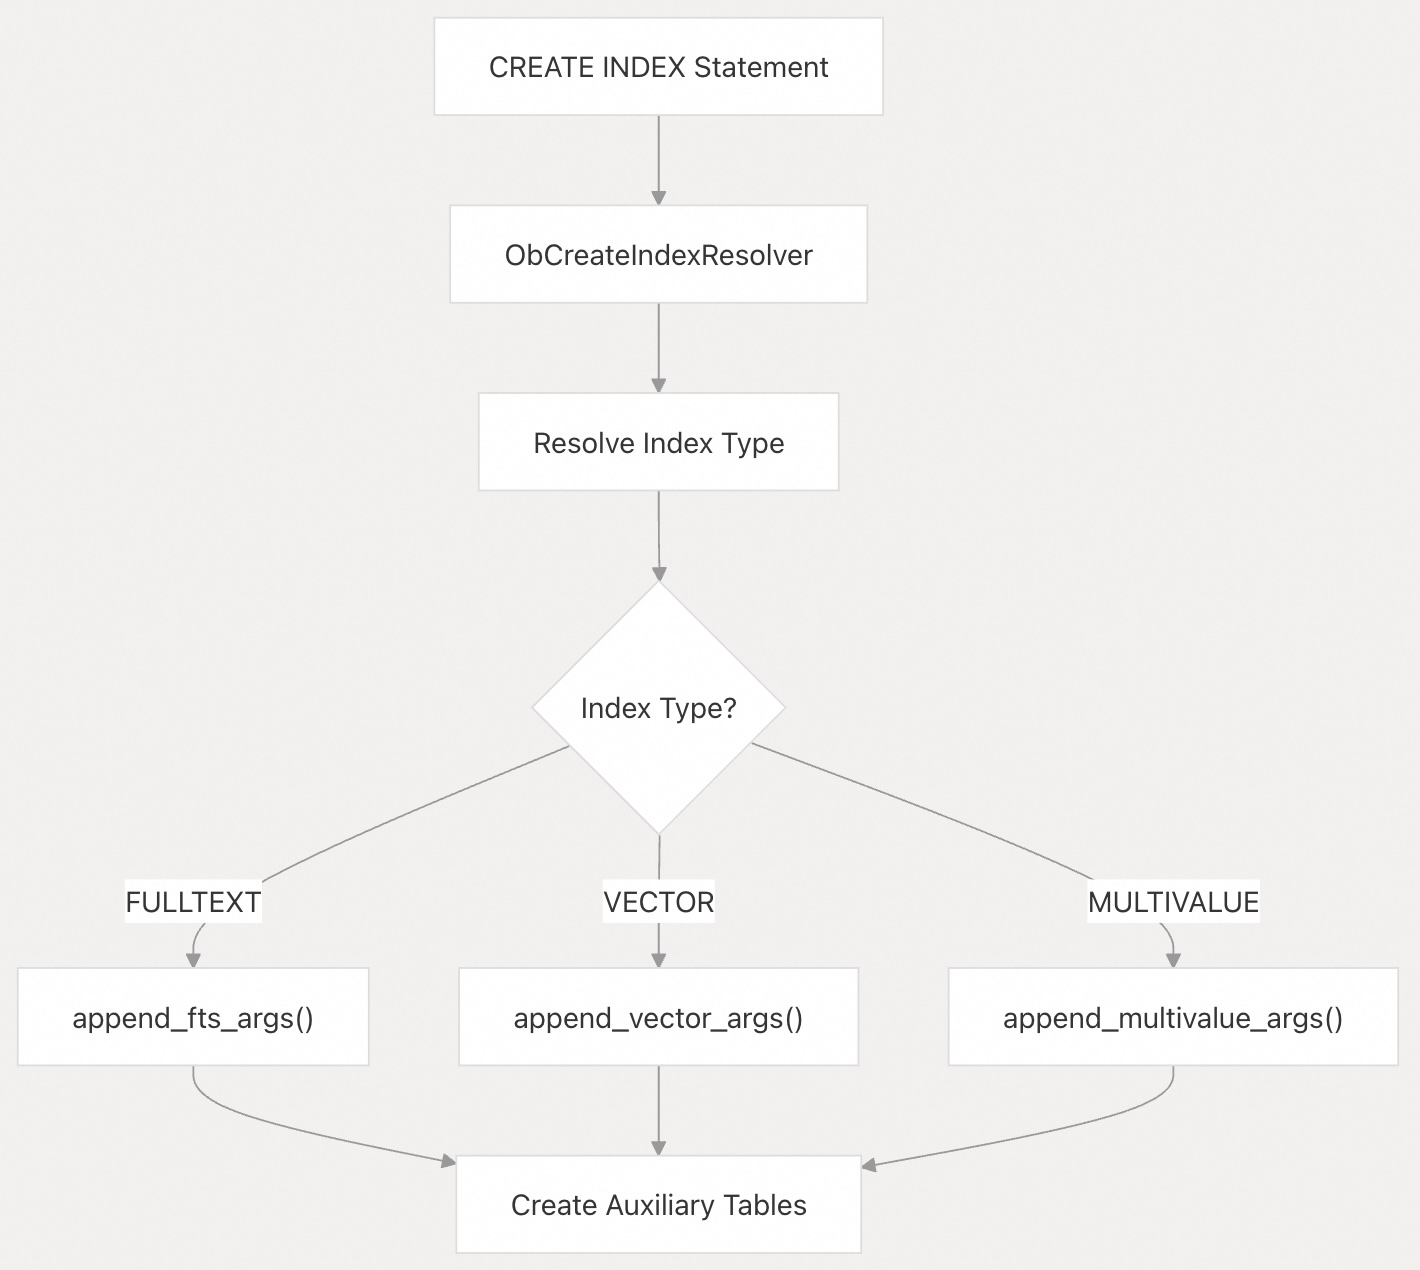 CREATE INDEX Statement
ObCreateIndexResolver
Resolve Index Type
Index Type?
FULLTEXT
VECTOR
MULTIVALUE
append_fts_args()
append_vector_args()
append_multivalue_args()
Create Auxiliary Tables